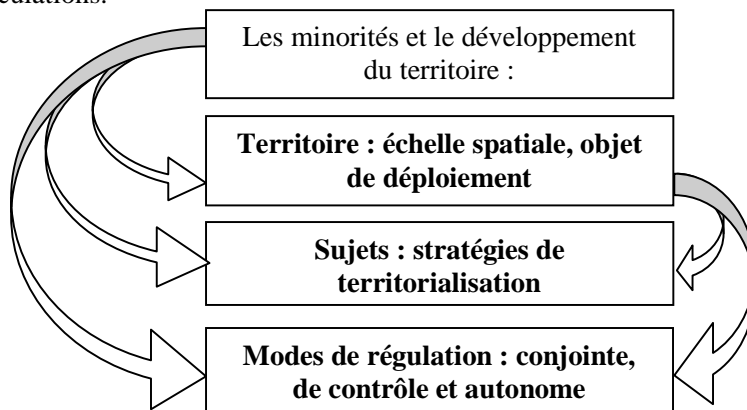 Les minorités et le développement
du territoire :
Territoire : échelle spatiale, objet
de déploiement
Sujets : stratégies de
territorialisation
Modes de régulation : conjointe,
de contrôle et autonome